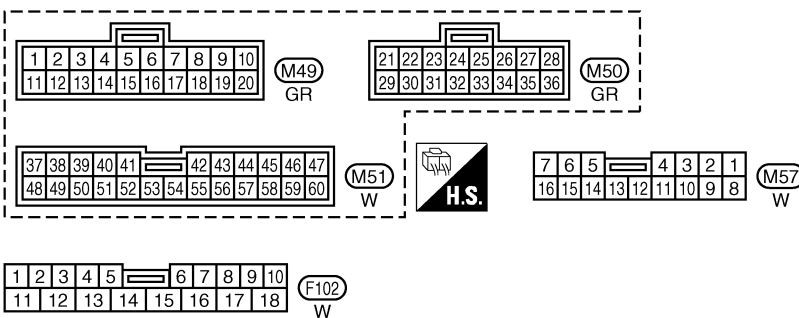 1 2 3 4 5 6 7 8 9 10
11 12 13 14 15 16 17 18 19 20
M49
GR
21 22 23 24 25 26 27 28
29 30 31 32 33 34 35 36
M50
GR
37 38 39 40 41 42 43 44 45 46 47
48 49 50 51 52 53 54 55 56 57 58 59 60
M51
W
H.S.
7 6 5 4 3 2 1
16 15 14 13 12 11 10 9 8
M57
W
1 2 3 4 5 6 7 8 9 10
11 12 13 14 15 16 17 18
F102
W